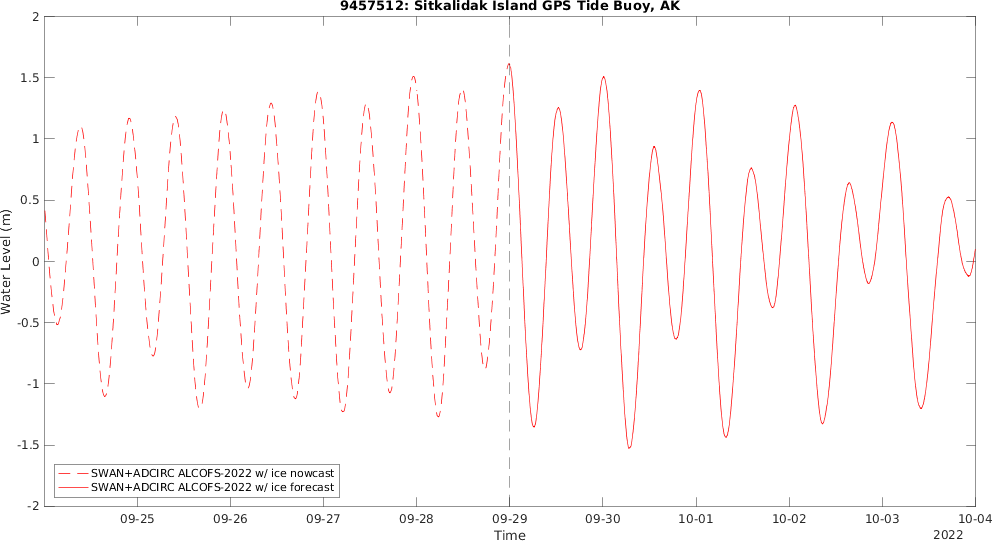 9457512: Sitkalidak Island GPS Tide Buoy, AK
2
1.5
1
0.5
0
-0.5
-1
-1.5
-2
Water Level (m)
SWAN+ADCIRC ALCOFS-2022 w/ ice nowcast
SWAN+ADCIRC ALCOFS-2022 w/ ice forecast
09-25 09-26 09-27 09-28 09-29 09-30 10-01 10-02 10-03 10-04
Time
2022